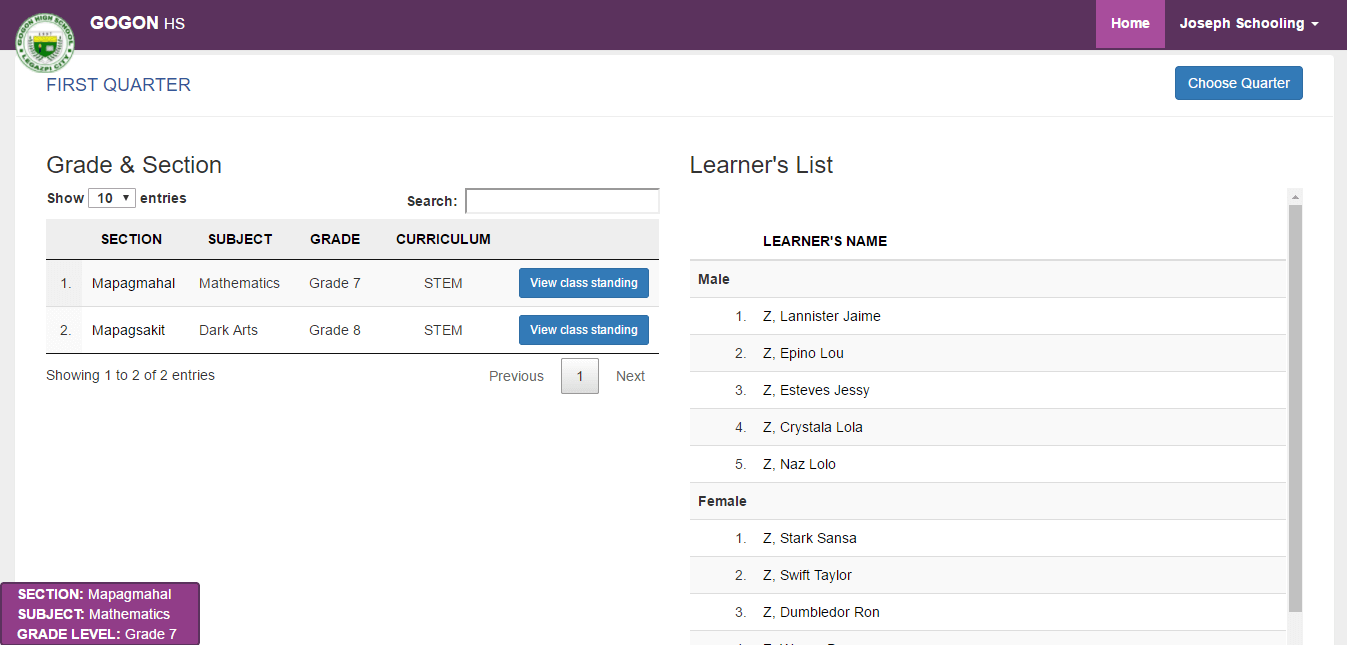 GOGON HIGH SCHOOL
LEGAZPI CITY
GOGON HS
Home
Joseph Schooling
FIRST QUARTER
Choose Quarter
Grade & Section
Show 10 entries
Search:
SECTION SUBJECT GRADE CURRICULUM
1. Mapagmahal Mathematics Grade 7 STEM View class standing
2. Mapagsakit Dark Arts Grade 8 STEM View class standing
Showing 1 to 2 of 2 entries
Previous 1 Next
Learner's List
LEARNER'S NAME
Male
1. Z, Lannister Jaime
2. Z, Epino Lou
3. Z, Esteves Jessy
4. Z, Crystala Lola
5. Z, Naz Lolo
Female
1. Z, Stark Sansa
2. Z, Swift Taylor
3. Z, Dumbledor Ron
SECTION: Mapagmahal
SUBJECT: Mathematics
GRADE LEVEL: Grade 7